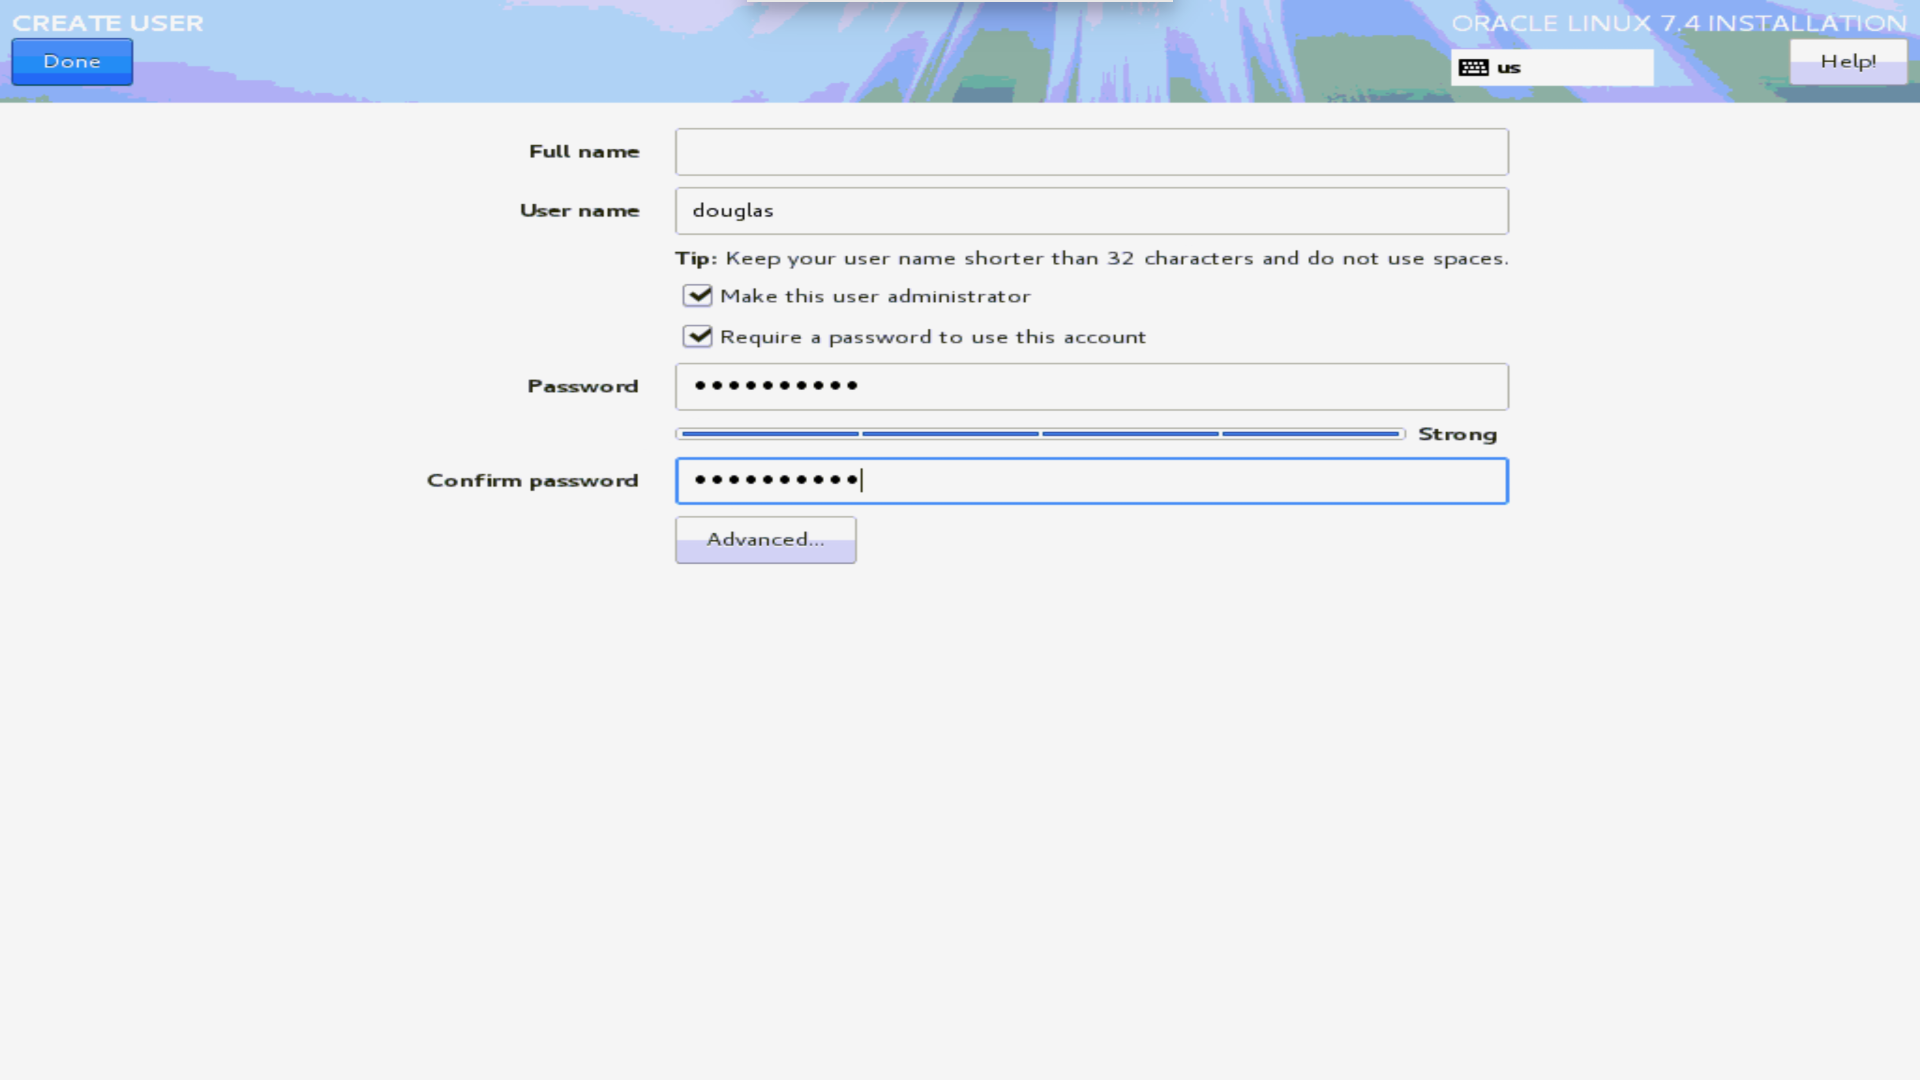 CREATE USER
ORACLE LINUX 7.4 INSTALLATION
Done
us
Help!
Full name
User name
douglas
Tip: Keep your user name shorter than 32 characters and do not use spaces.
Make this user administrator
Require a password to use this account
Password
●●●●●●●●●●
Strong
Confirm password
●●●●●●●●●●
Advanced...